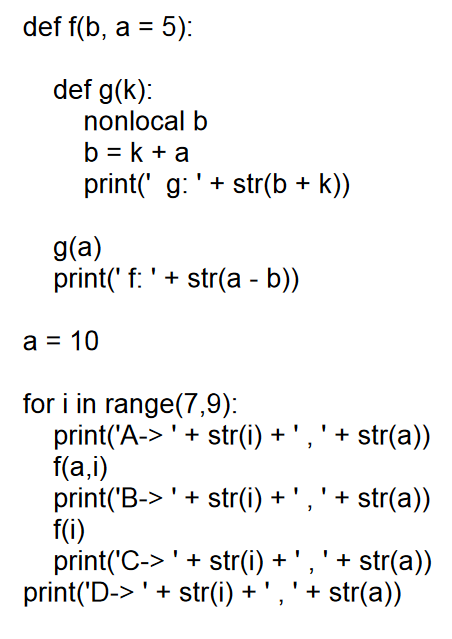 def f(b, a = 5):
def g(k):
nonlocal b
b = k + a
print('  g: ' + str(b + k))
g(a)
print(' f: ' + str(a - b))
a = 10
for i in range(7,9):
print('A-> ' + str(i) + ' , ' + str(a))
f(a,i)
print('B-> ' + str(i) + ' , ' + str(a))
f(i)
print('C-> ' + str(i) + ' , ' + str(a))
print('D-> ' + str(i) + ' , ' + str(a))